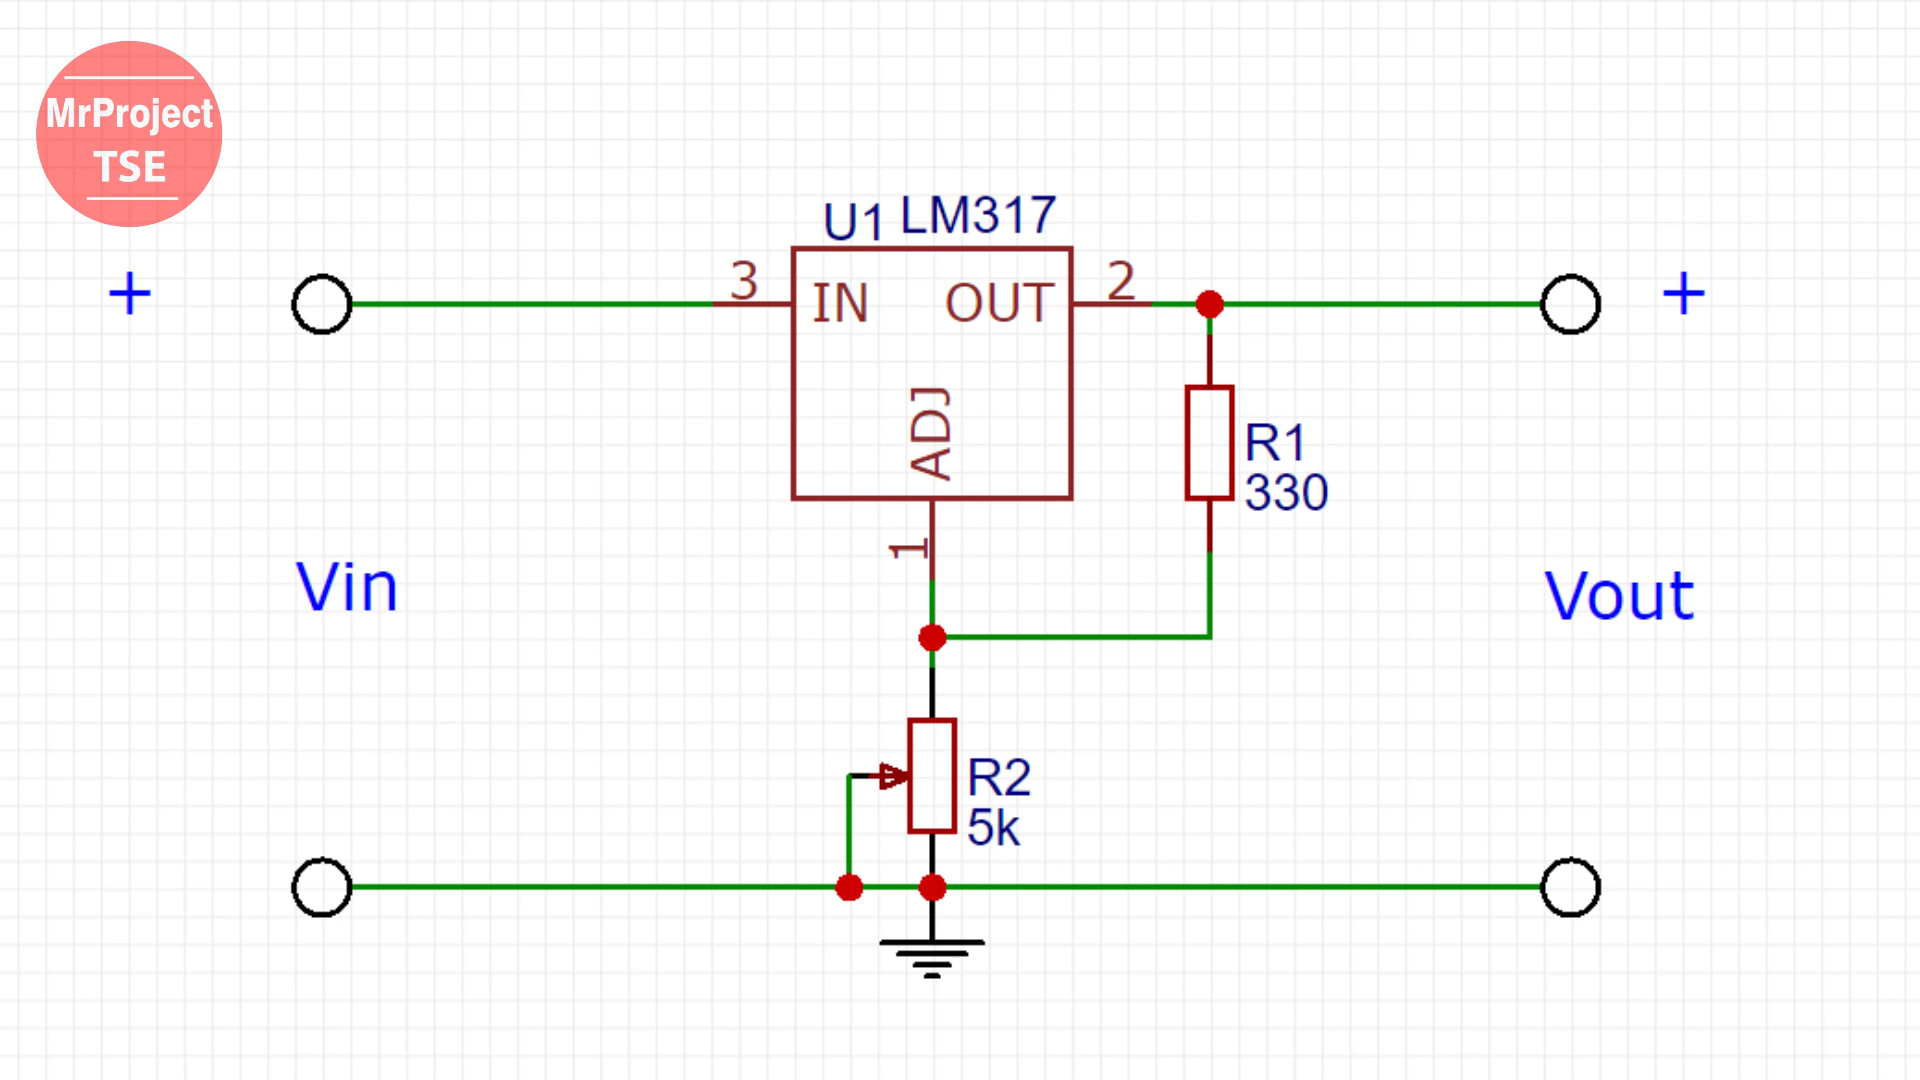 MrProject
TSE
U1 LM317
+
3
IN
OUT
2
+
ADJ
R1
330
1
Vin
Vout
R2
5k